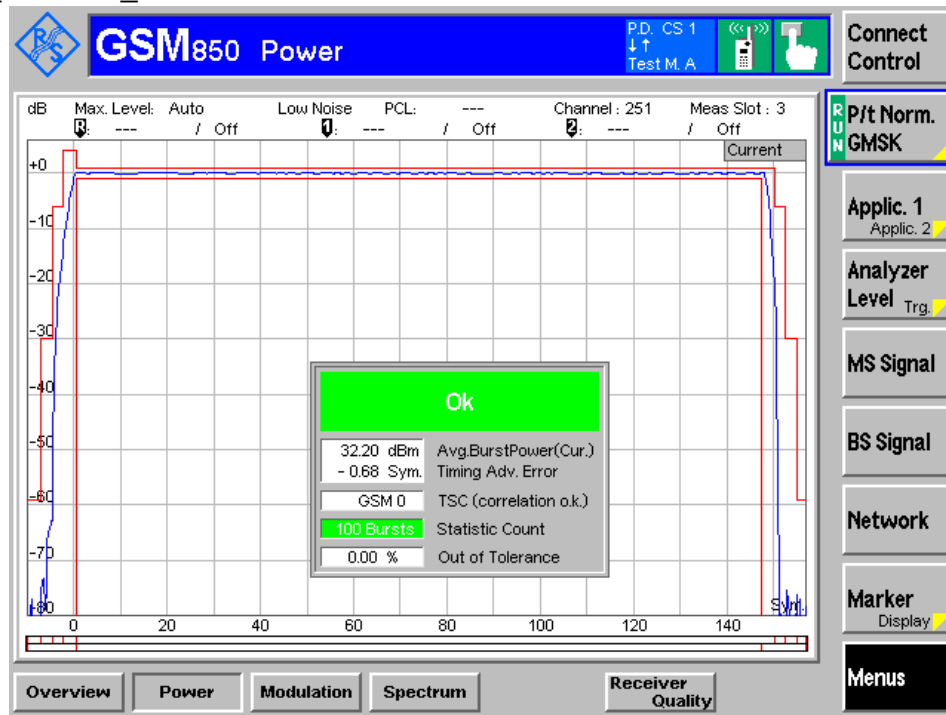 R&S
GSM850 Power
P.D. CS 1
↓↑
Test M. A
Connect
Control
dB Max. Level: Auto Low Noise PCL: --- Channel : 251 Meas Slot : 3
R: --- / Off 1: --- / Off 2: --- / Off
Current
RUN
P/t Norm.
GMSK
Applic. 1
Applic. 2
Analyzer
Level Trg.
MS Signal
BS Signal
Network
Marker
Display
Menus
+0
-10
-20
-30
-40
-50
-60
-70
-80
Ok
32.20 dBm Avg.BurstPower(Cur.)
- 0.68 Sym. Timing Adv. Error
GSM 0 TSC (correlation o.k.)
100 Bursts Statistic Count
0.00 % Out of Tolerance
Sym.
0 20 40 60 80 100 120 140
Overview Power Modulation Spectrum Receiver
Quality